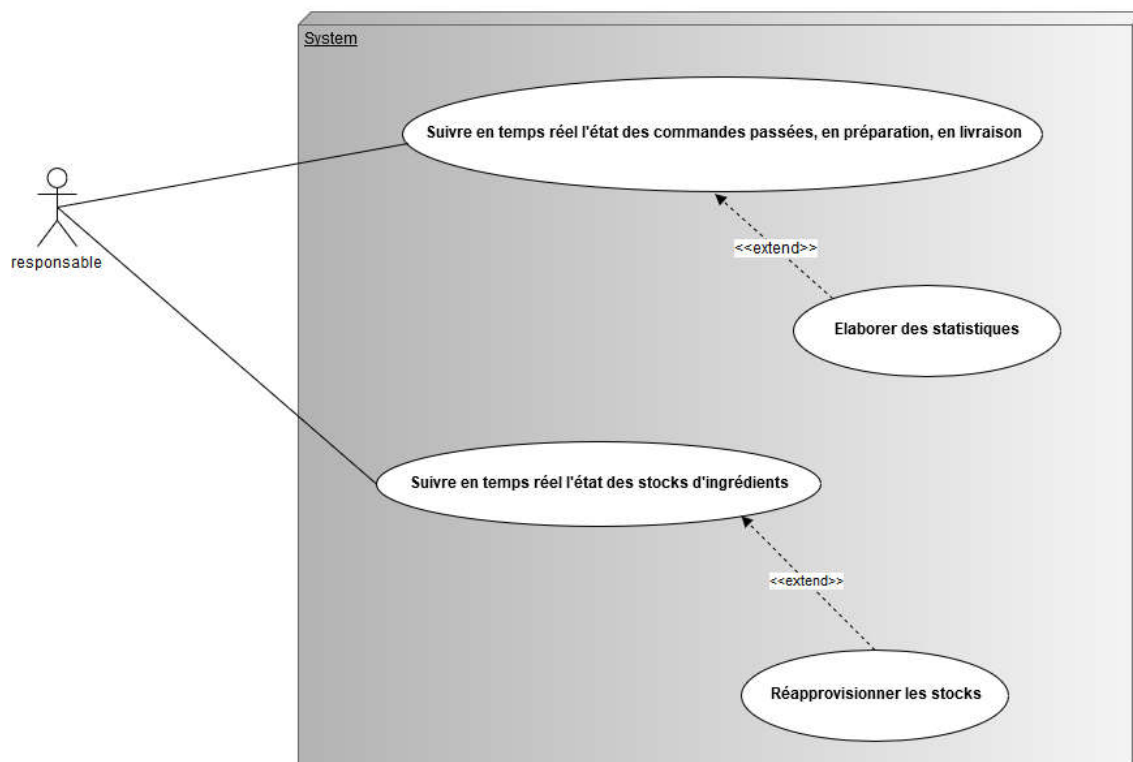 System
Suivre en temps réel l'état des commandes passées, en préparation, en livraison
responsable
<<extend>>
Elaborer des statistiques
Suivre en temps réel l'état des stocks d'ingrédients
<<extend>>
Réapprovisionner les stocks